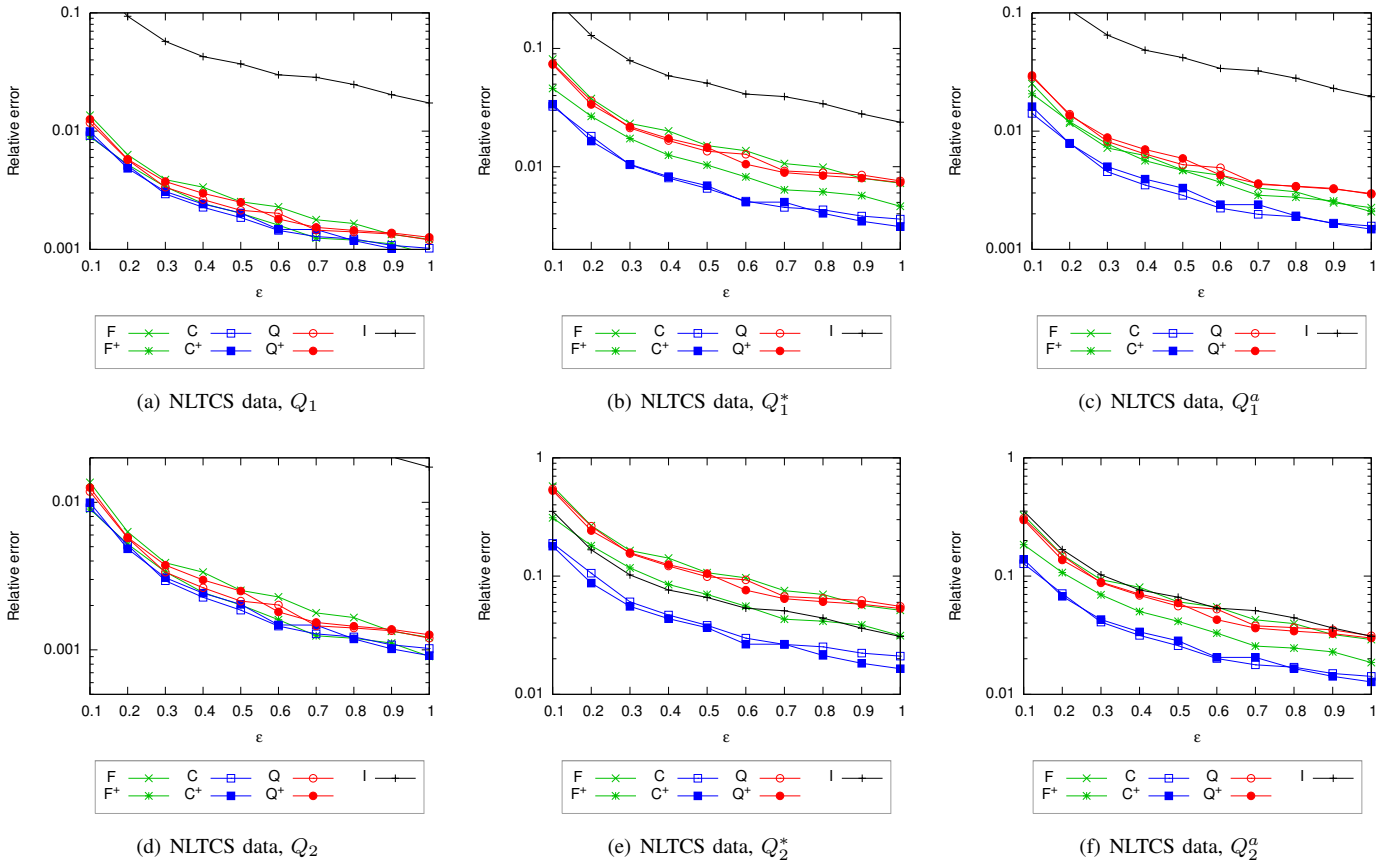 0.1
0.01
0.001
Relative error
0.1 0.2 0.3 0.4 0.5 0.6 0.7 0.8 0.9 1
ε
F C Q I
F⁺ C⁺ Q⁺
(a) NLTCS data, Q₁
0.1
0.01
Relative error
0.1 0.2 0.3 0.4 0.5 0.6 0.7 0.8 0.9 1
ε
F C Q I
F⁺ C⁺ Q⁺
(b) NLTCS data, Q₁*
0.1
0.01
0.001
Relative error
0.1 0.2 0.3 0.4 0.5 0.6 0.7 0.8 0.9 1
ε
F C Q I
F⁺ C⁺ Q⁺
(c) NLTCS data, Q₁ᵃ
0.01
0.001
Relative error
0.1 0.2 0.3 0.4 0.5 0.6 0.7 0.8 0.9 1
ε
F C Q I
F⁺ C⁺ Q⁺
(d) NLTCS data, Q₂
1
0.1
0.01
Relative error
0.1 0.2 0.3 0.4 0.5 0.6 0.7 0.8 0.9 1
ε
F C Q I
F⁺ C⁺ Q⁺
(e) NLTCS data, Q₂*
1
0.1
0.01
Relative error
0.1 0.2 0.3 0.4 0.5 0.6 0.7 0.8 0.9 1
ε
F C Q I
F⁺ C⁺ Q⁺
(f) NLTCS data, Q₂ᵃ